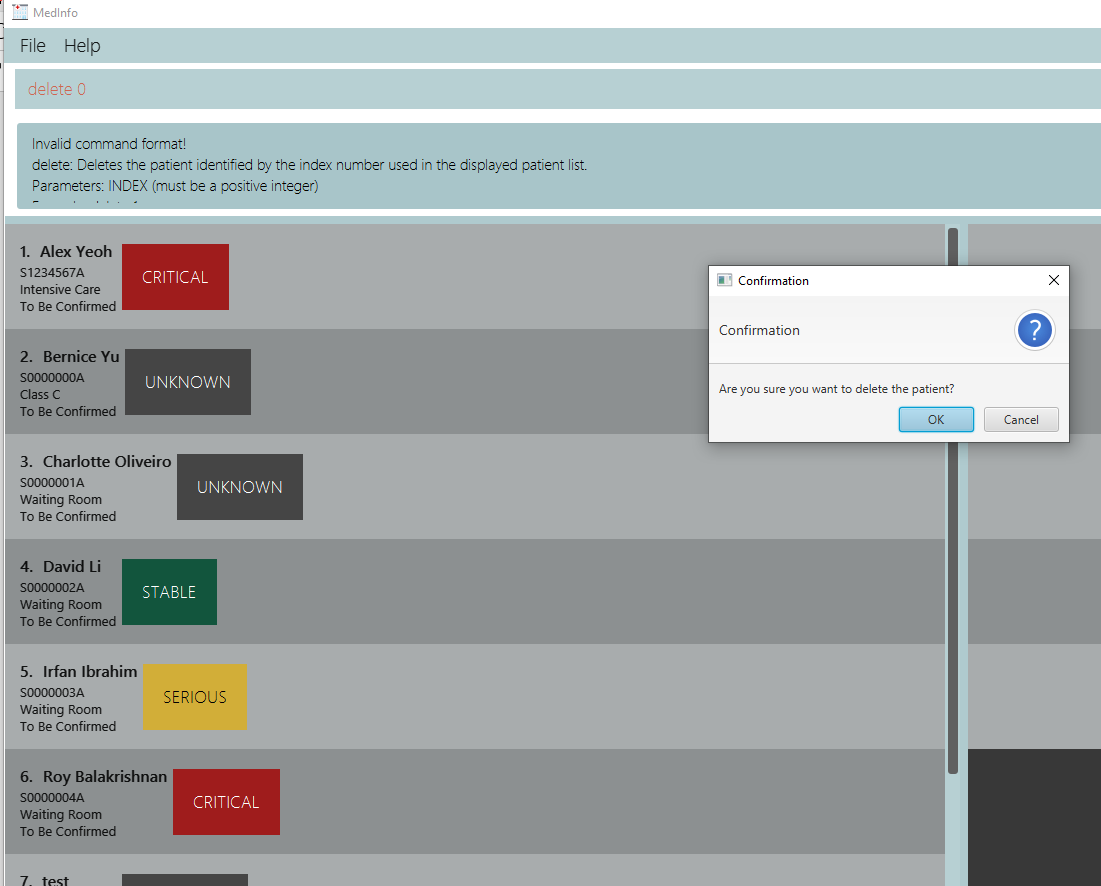 MedInfo
File Help
delete 0
Invalid command format!
delete: Deletes the patient identified by the index number used in the displayed patient list.
Parameters: INDEX (must be a positive integer)
1. Alex Yeoh
S1234567A
Intensive Care
To Be Confirmed
CRITICAL
2. Bernice Yu
S0000000A
Class C
To Be Confirmed
UNKNOWN
3. Charlotte Oliveiro
S0000001A
Waiting Room
To Be Confirmed
UNKNOWN
4. David Li
S0000002A
Waiting Room
To Be Confirmed
STABLE
5. Irfan Ibrahim
S0000003A
Waiting Room
To Be Confirmed
SERIOUS
6. Roy Balakrishnan
S0000004A
Waiting Room
To Be Confirmed
CRITICAL
7. test
Confirmation
Confirmation
?
Are you sure you want to delete the patient?
OK Cancel